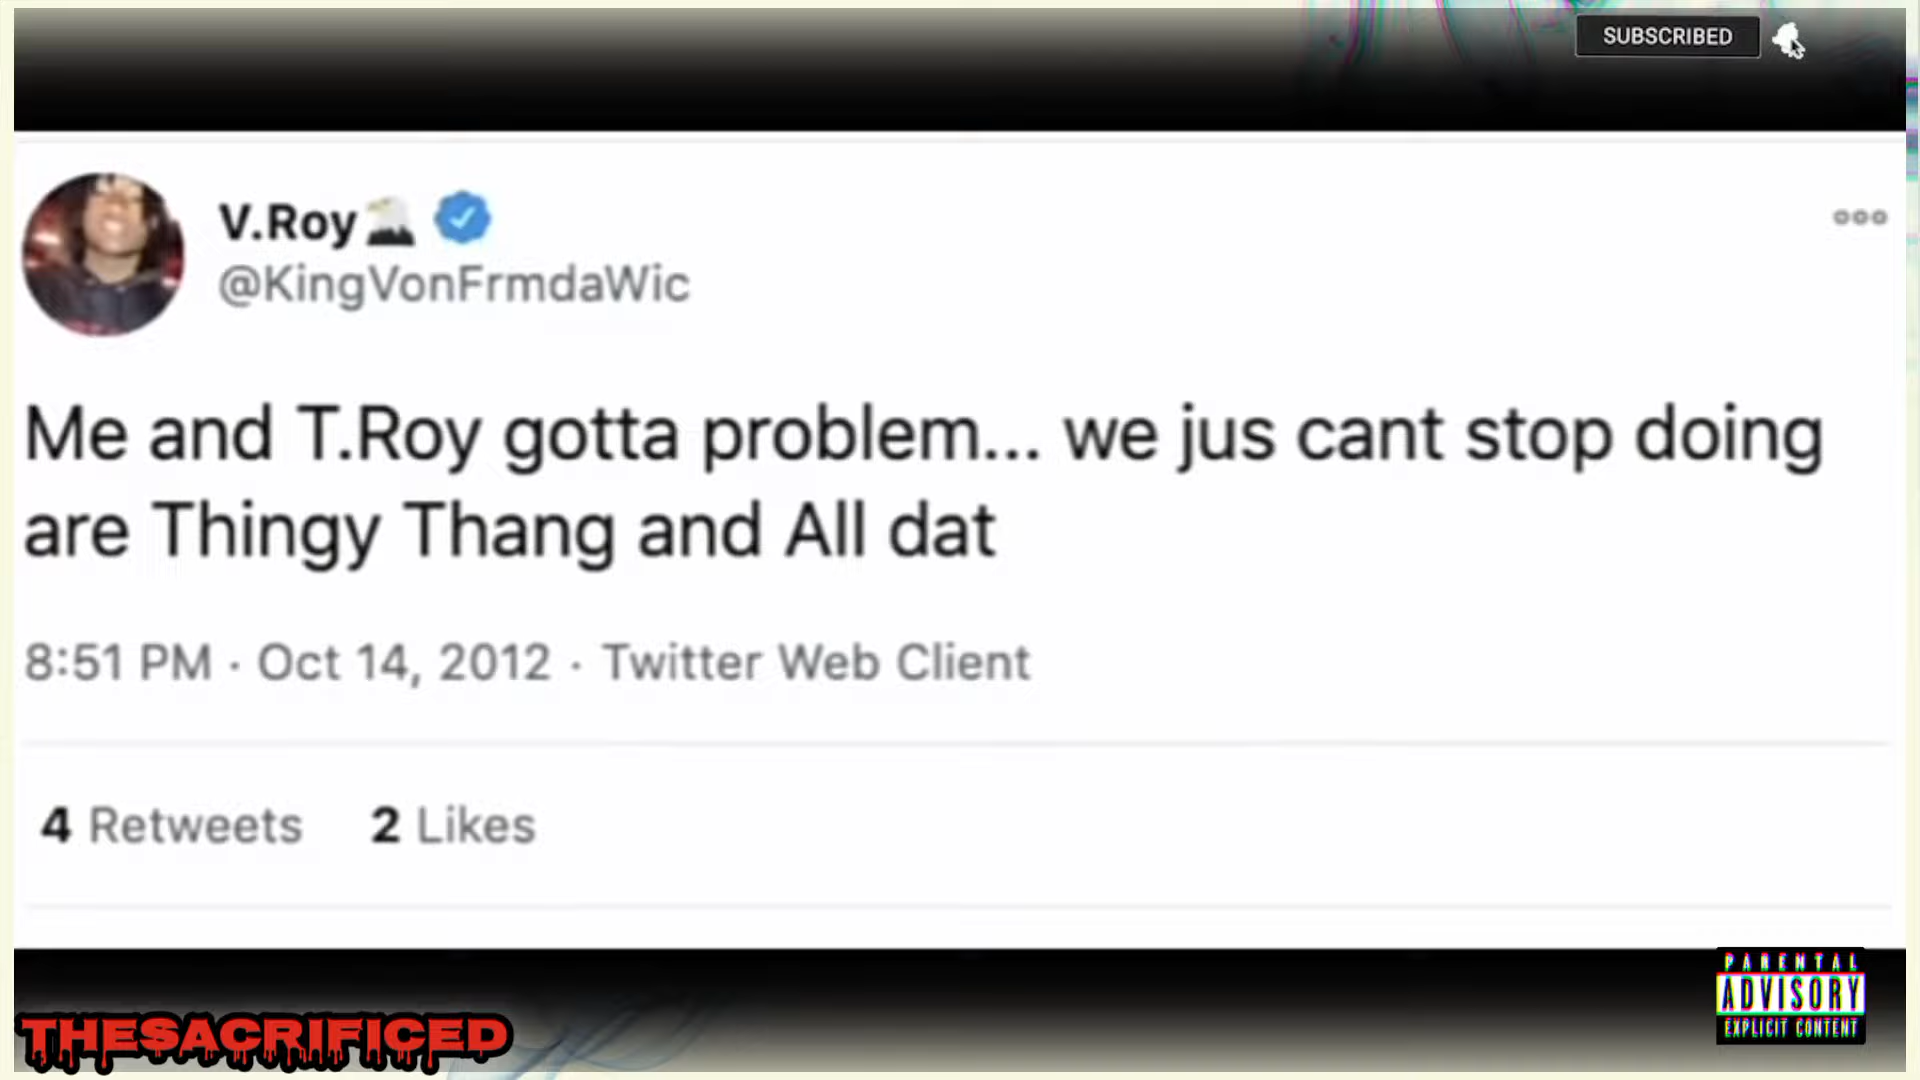 SUBSCRIBED
V.Roy
@KingVonFrmdaWic
Me and T.Roy gotta problem... we jus cant stop doing
are Thingy Thang and All dat
8:51 PM · Oct 14, 2012 · Twitter Web Client
4 Retweets 2 Likes
THESACRIFICED
PARENTAL
ADVISORY
EXPLICIT CONTENT